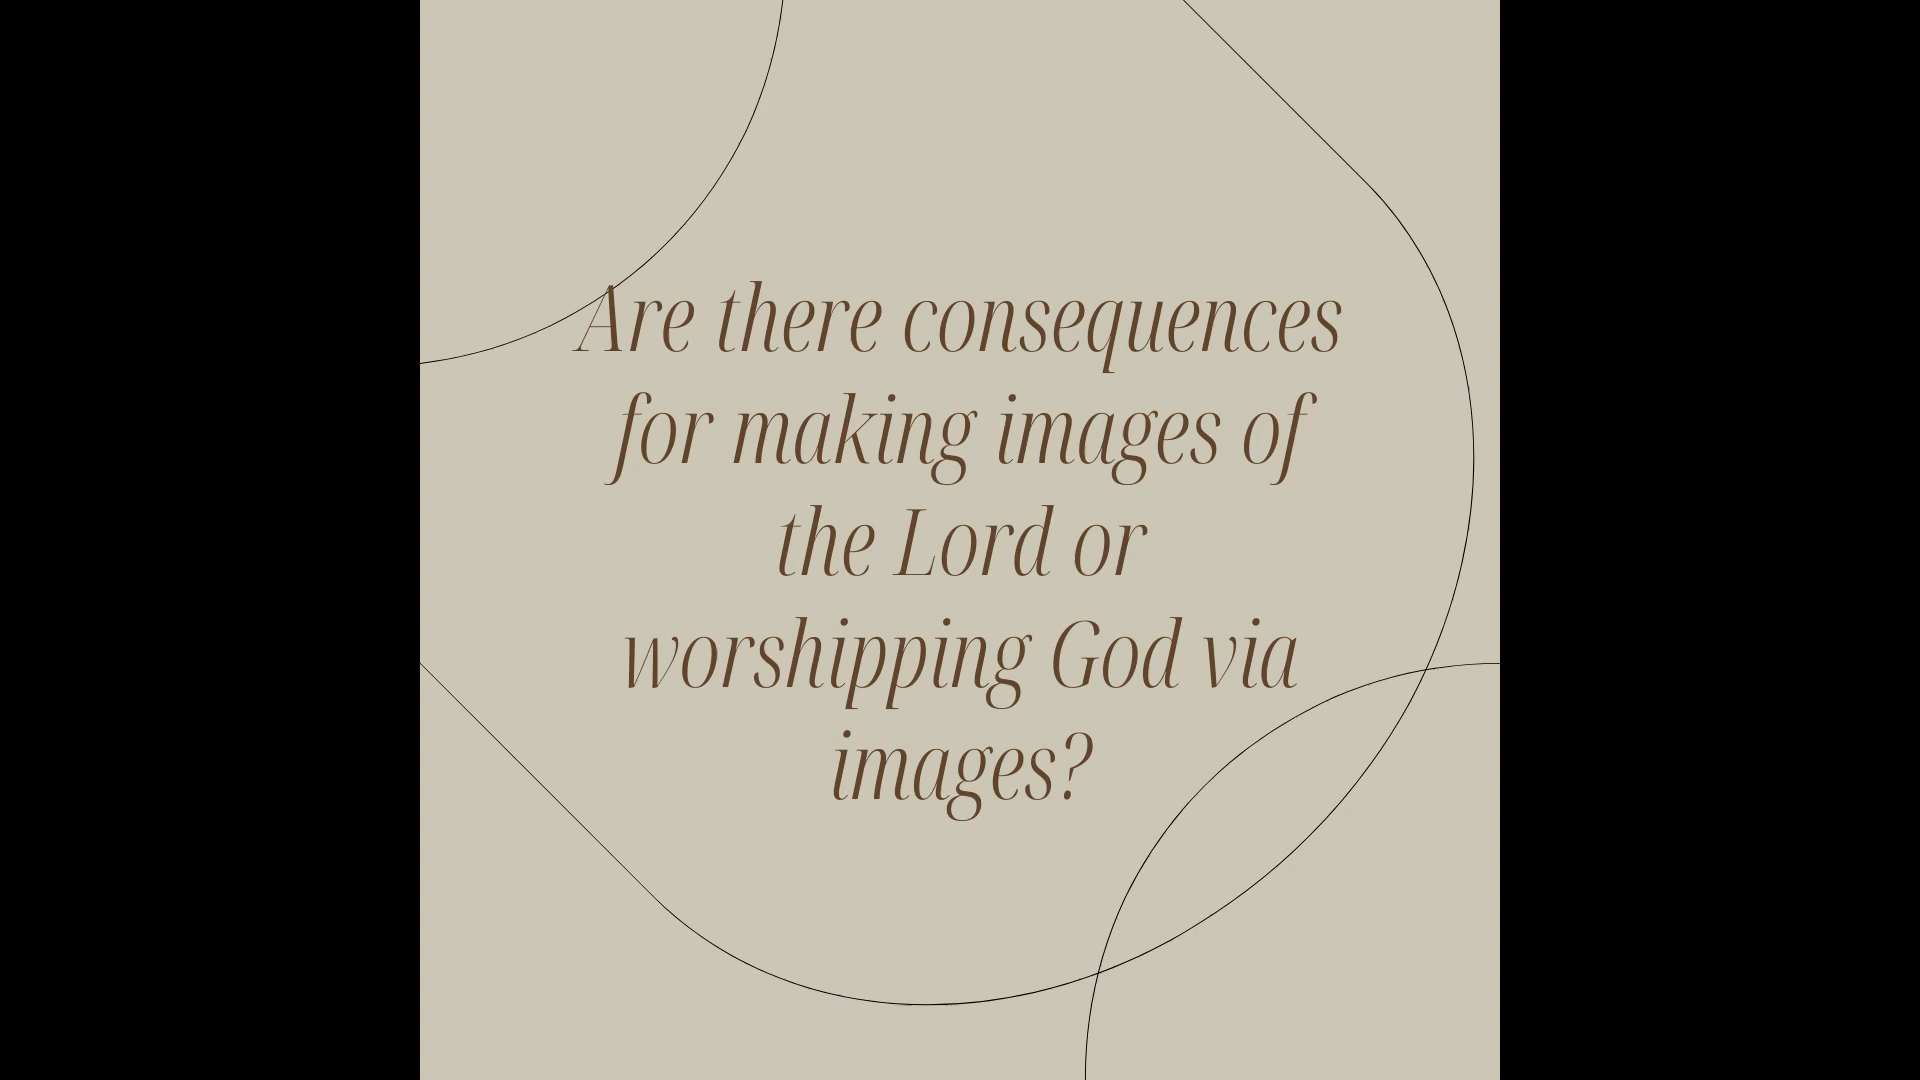 Are there consequences
for making images of
the Lord or
worshipping God via
images?